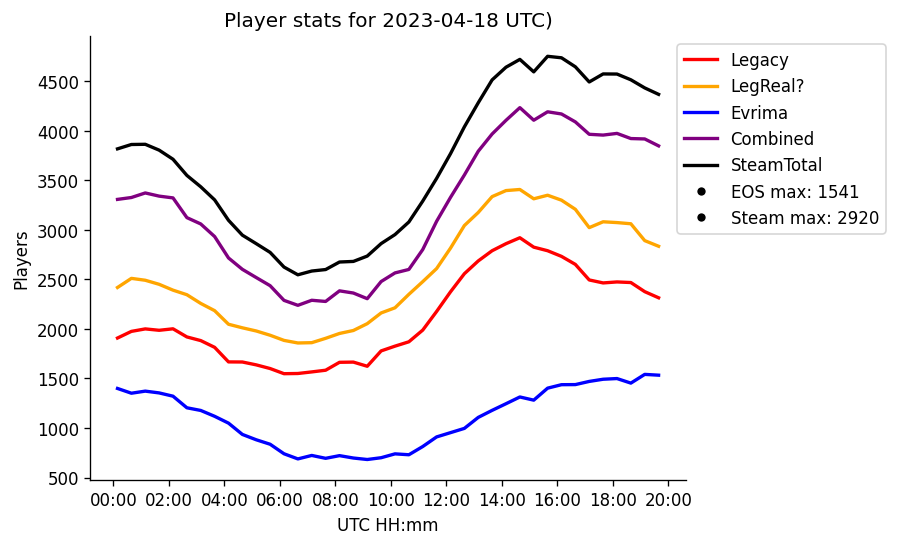 Player stats for 2023-04-18 UTC)
Legacy
LegReal?
Evrima
Combined
SteamTotal
EOS max: 1541
Steam max: 2920
Players
4500
4000
3500
3000
2500
2000
1500
1000
500
00:00 02:00 04:00 06:00 08:00 10:00 12:00 14:00 16:00 18:00 20:00
UTC HH:mm